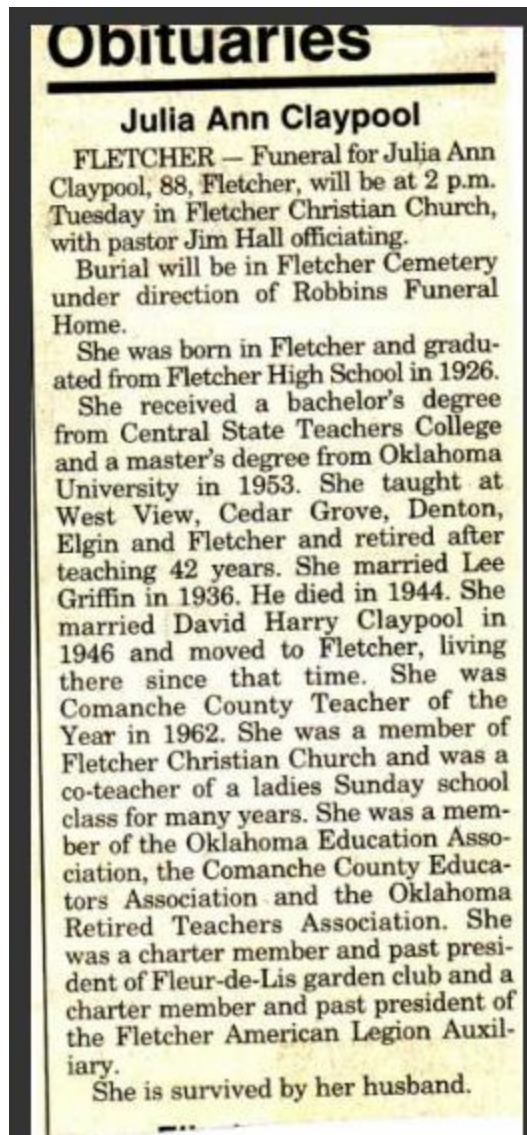 Obituaries
Julia Ann Claypool
FLETCHER — Funeral for Julia Ann
Claypool, 88, Fletcher, will be at 2 p.m.
Tuesday in Fletcher Christian Church,
with pastor Jim Hall officiating.
Burial will be in Fletcher Cemetery
under direction of Robbins Funeral
Home.
She was born in Fletcher and gradu-
ated from Fletcher High School in 1926.
She received a bachelor's degree
from Central State Teachers College
and a master's degree from Oklahoma
University in 1953. She taught at
West View, Cedar Grove, Denton,
Elgin and Fletcher and retired after
teaching 42 years. She married Lee
Griffin in 1936. He died in 1944. She
married David Harry Claypool in
1946 and moved to Fletcher, living
there since that time. She was
Comanche County Teacher of the
Year in 1962. She was a member of
Fletcher Christian Church and was a
co-teacher of a ladies Sunday school
class for many years. She was a mem-
ber of the Oklahoma Education Asso-
ciation, the Comanche County Educa-
tors Association and the Oklahoma
Retired Teachers Association. She
was a charter member and past presi-
dent of Fleur-de-Lis garden club and a
charter member and past president of
the Fletcher American Legion Auxil-
iary.
She is survived by her husband.